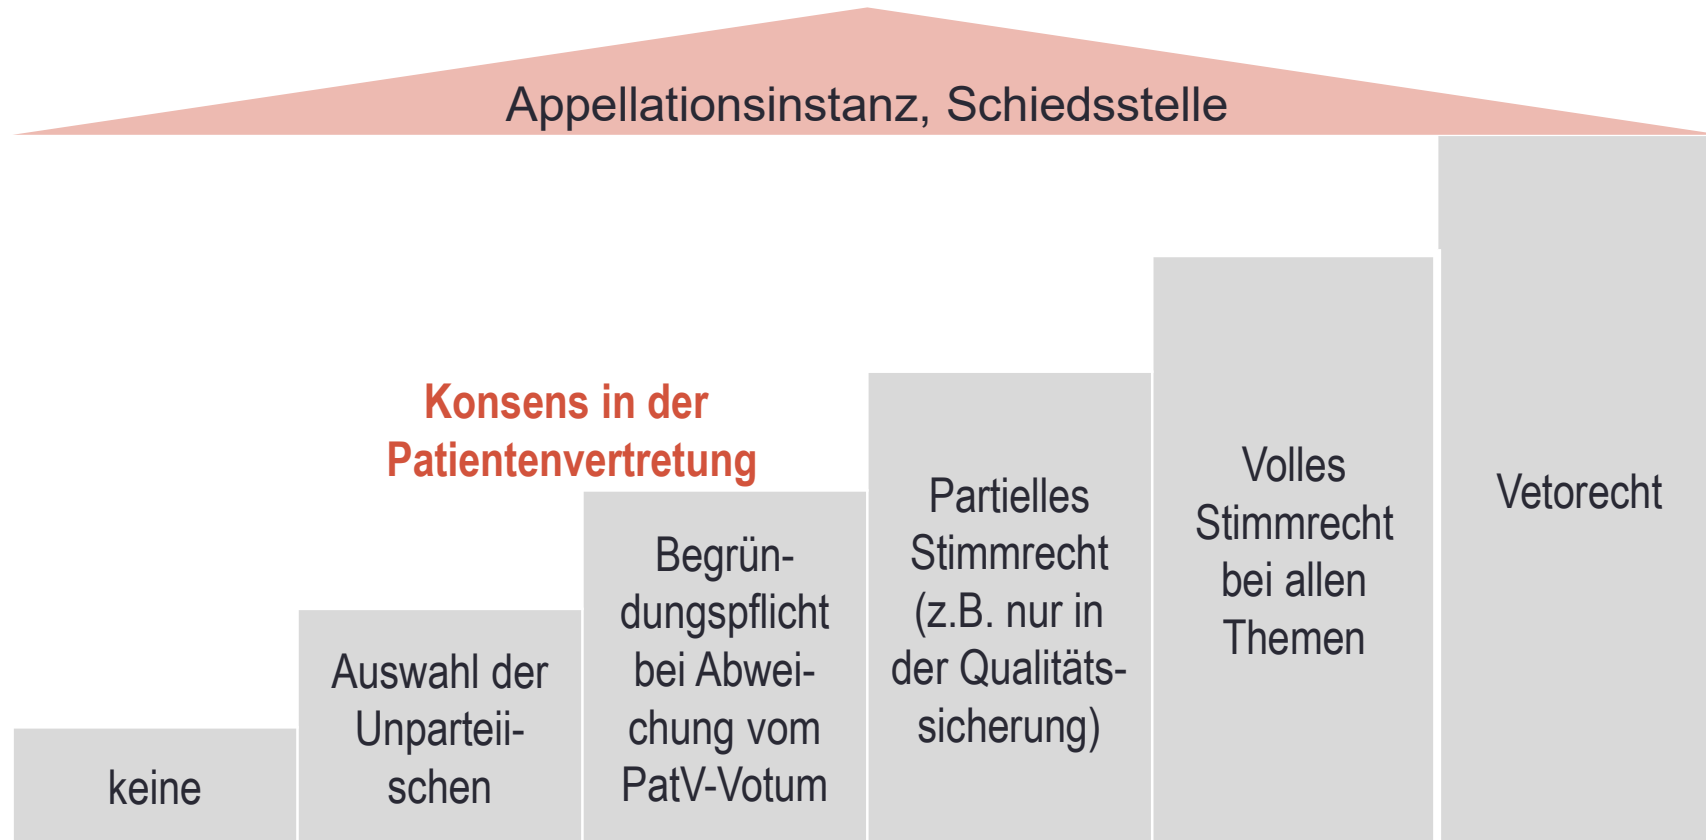 Appellationsinstanz, Schiedsstelle
Konsens in der
Patientenvertretung
keine
Auswahl der
Unparteii-
schen
Begrün-
dungspflicht
bei Abwei-
chung vom
PatV-Votum
Partielles
Stimmrecht
(z.B. nur in
der Qualitäts-
sicherung)
Volles
Stimmrecht
bei allen
Themen
Vetorecht